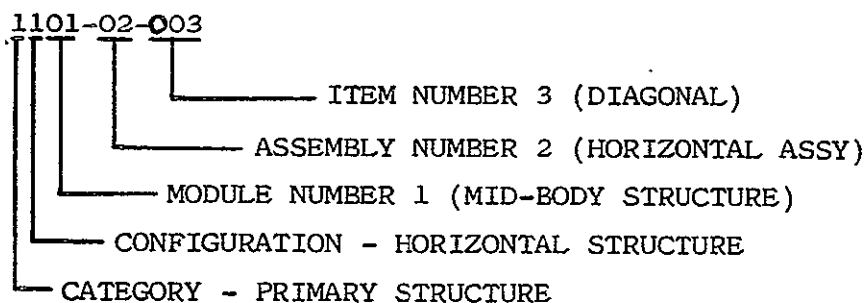 1101-02-003
ITEM NUMBER 3 (DIAGONAL)
ASSEMBLY NUMBER 2 (HORIZONTAL ASSY)
MODULE NUMBER 1 (MID-BODY STRUCTURE)
CONFIGURATION - HORIZONTAL STRUCTURE
CATEGORY - PRIMARY STRUCTURE